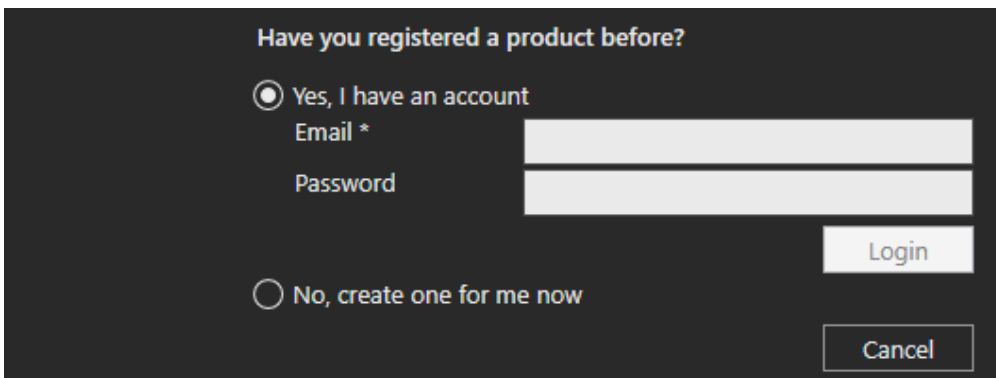 Have you registered a product before?
Yes, I have an account
Email *
Password
Login
No, create one for me now
Cancel